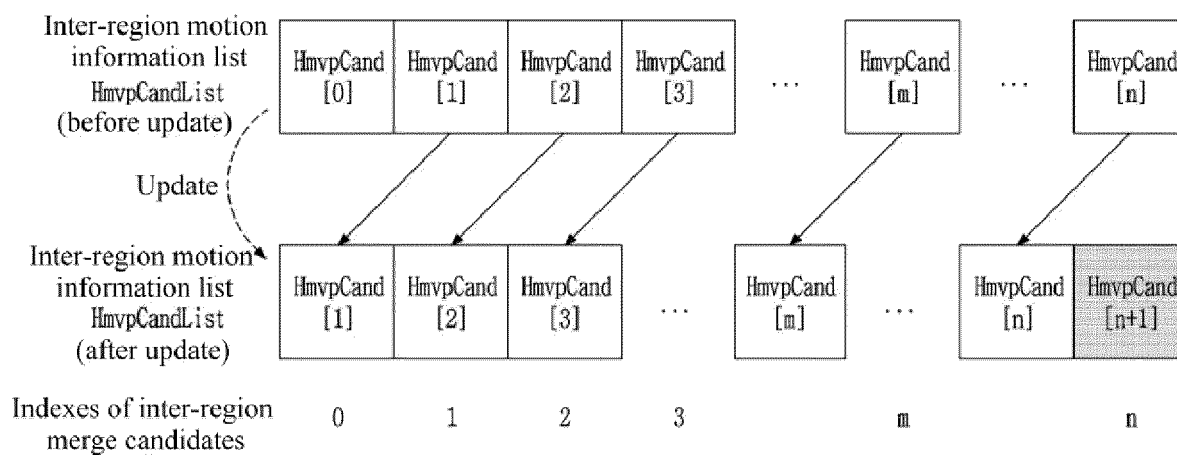 Inter-region motion
information list
HmvpCandList
(before update)
HmvpCand
[0]
HmvpCand
[1]
HmvpCand
[2]
HmvpCand
[3]
...
HmvpCand
[m]
...
HmvpCand
[n]
Update
Inter-region motion
information list
HmvpCandList
(after update)
HmvpCand
[1]
HmvpCand
[2]
HmvpCand
[3]
...
HmvpCand
[m]
...
HmvpCand
[n]
HmvpCand
[n+1]
Indexes of inter-region
merge candidates
0 1 2 3 m n